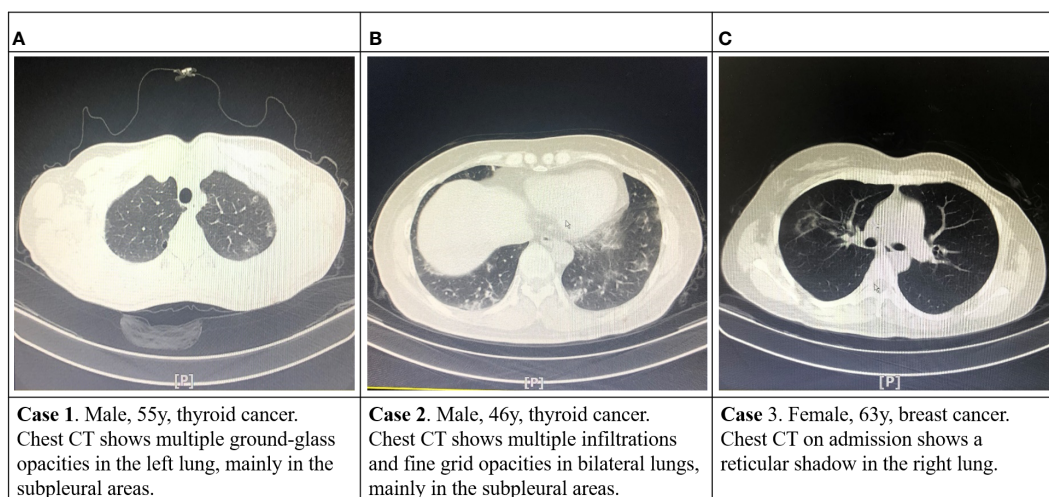 A
B
C
[P]
[P]
[P]
Case 1. Male, 55y, thyroid cancer.
Chest CT shows multiple ground-glass
opacities in the left lung, mainly in the
subpleural areas.
Case 2. Male, 46y, thyroid cancer.
Chest CT shows multiple infiltrations
and fine grid opacities in bilateral lungs,
mainly in the subpleural areas.
Case 3. Female, 63y, breast cancer.
Chest CT on admission shows a
reticular shadow in the right lung.